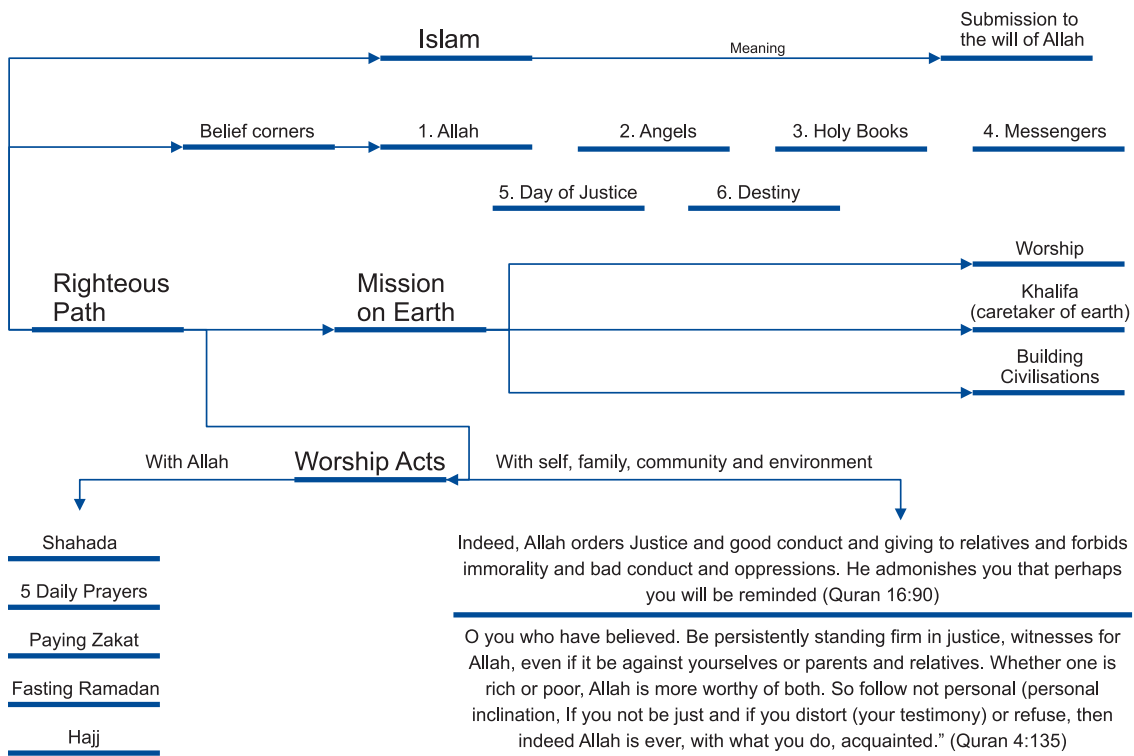 Islam
Meaning
Submission to
the will of Allah
Belief corners
1. Allah
2. Angels
3. Holy Books
4. Messengers
5. Day of Justice
6. Destiny
Righteous
Path
Mission
on Earth
Worship
Khalifa
(caretaker of earth)
Building
Civilisations
With Allah
Worship Acts
With self, family, community and environment
Shahada
5 Daily Prayers
Paying Zakat
Fasting Ramadan
Hajj
Indeed, Allah orders Justice and good conduct and giving to relatives and forbids
immorality and bad conduct and oppressions. He admonishes you that perhaps
you will be reminded (Quran 16:90)
O you who have believed. Be persistently standing firm in justice, witnesses for
Allah, even if it be against yourselves or parents and relatives. Whether one is
rich or poor, Allah is more worthy of both. So follow not personal (personal
inclination, If you not be just and if you distort (your testimony) or refuse, then
indeed Allah is ever, with what you do, acquainted.” (Quran 4:135)